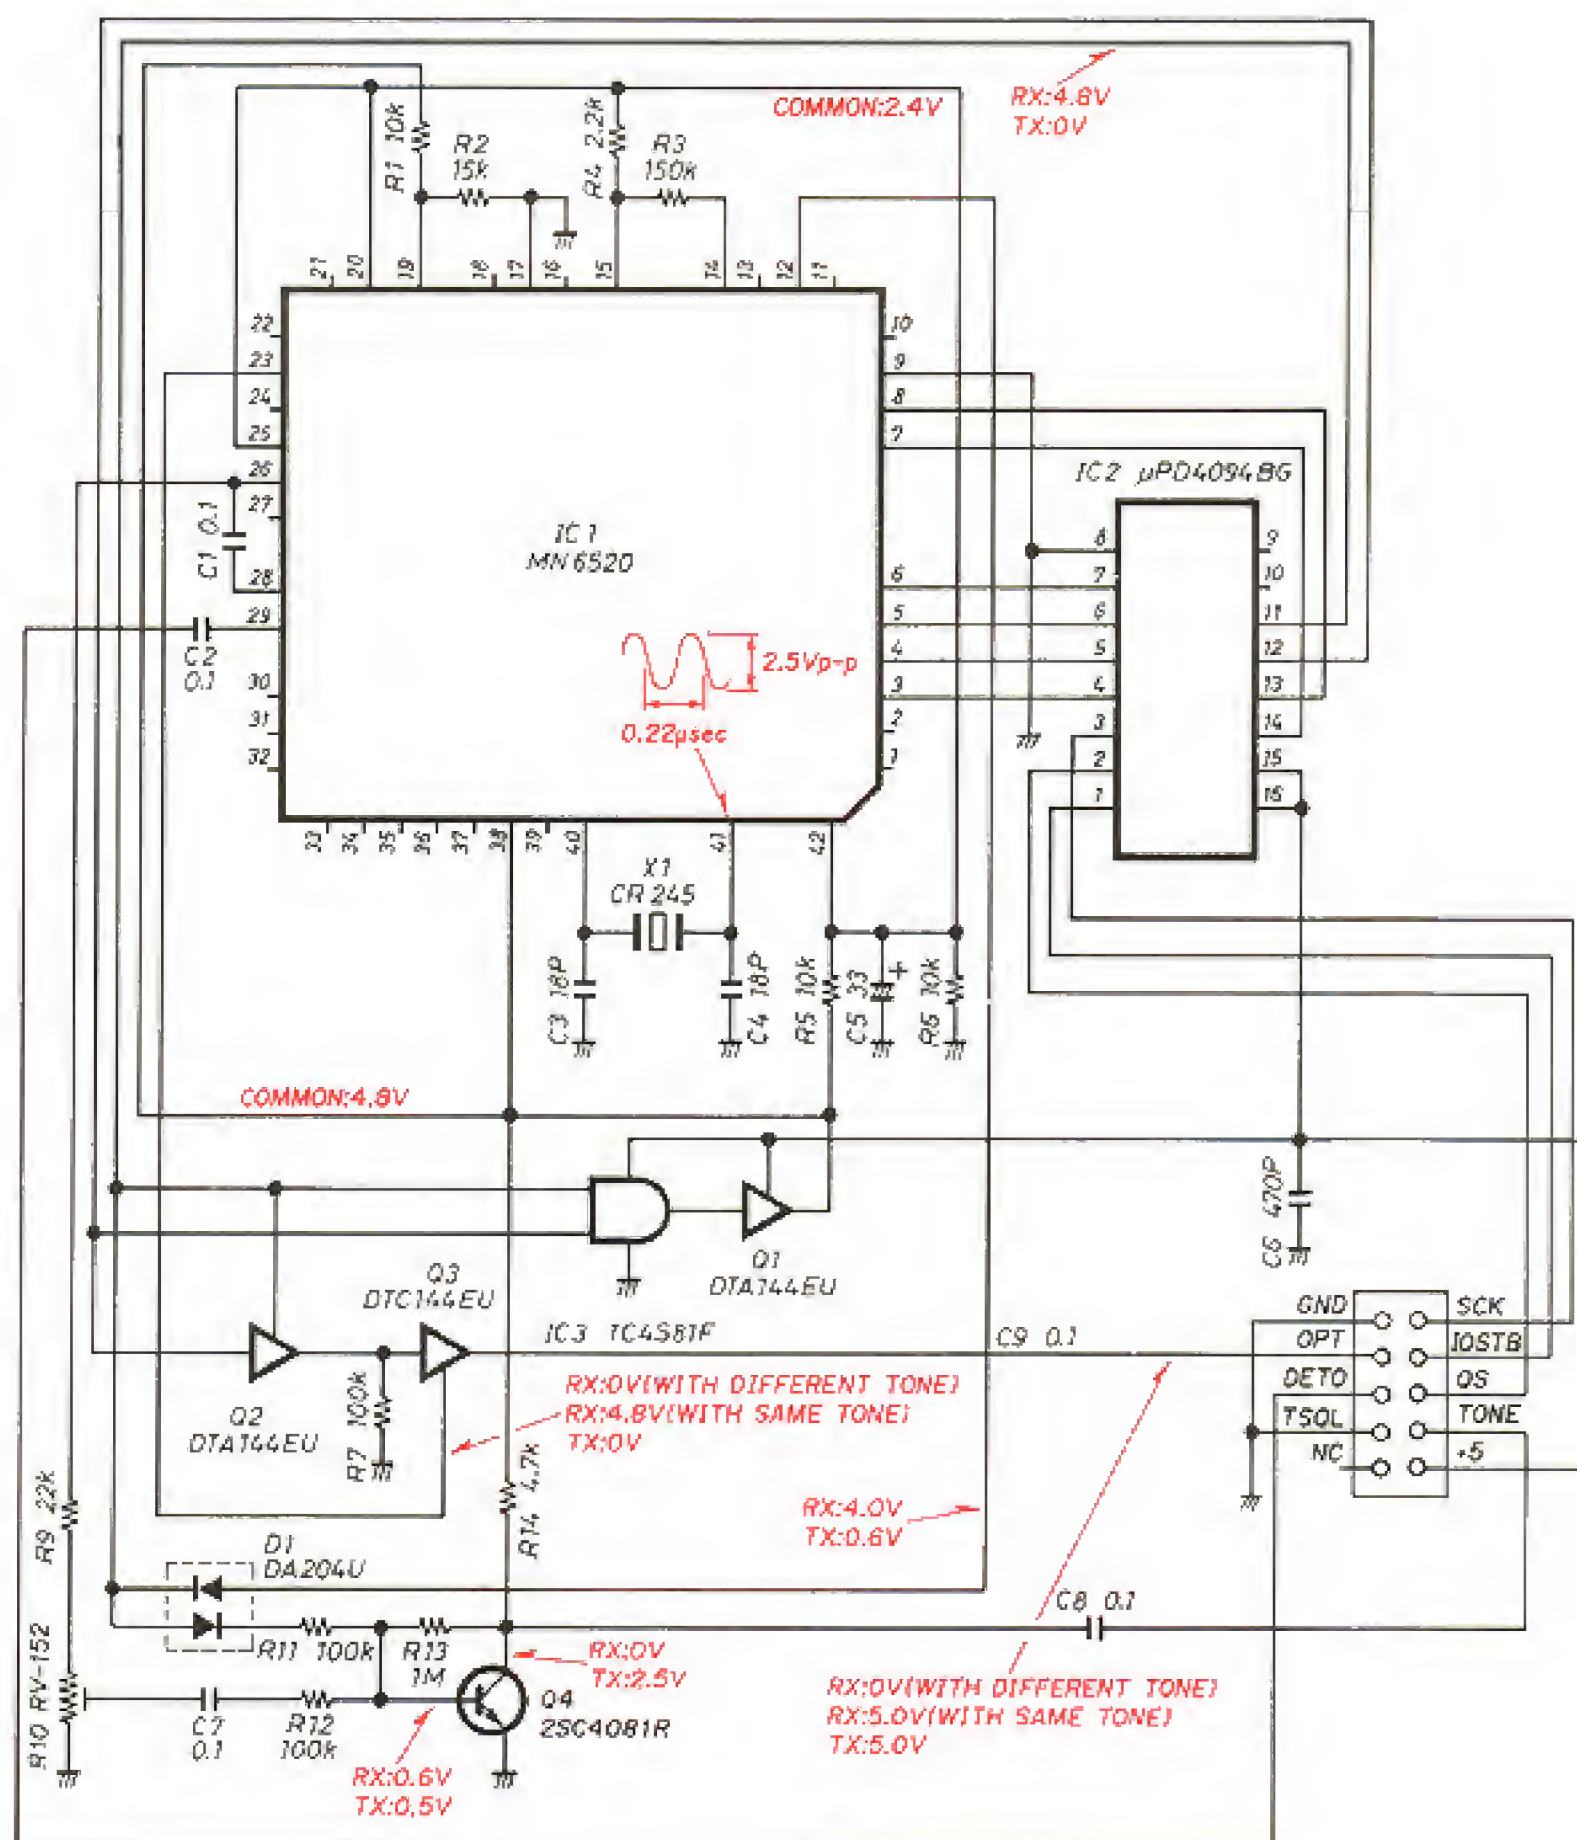 COMMON:2.4V
RX:4.8V
TX:0V
R1 10k
R2
15k
R4 2.2k
R3
150k
21
20
19
18
17
16
15
14
13
12
11
22
23
24
25
26
27
28
29
30
31
32
10
9
8
7
6
5
4
3
2
1
C1 0.1
C2
0.1
IC1
MN6520
2.5Vp-p
0.22µsec
IC2 µPD4094BG
8
7
6
5
4
3
2
1
9
10
11
12
13
14
15
16
33
34
35
36
37
38
39
40
41
42
X1
CR245
C3 18P
C4 18P
R5 10k
C5 33
+
R6 10k
COMMON:4.8V
C6 470P
Q1
DTA144EU
Q3
DTC144EU
IC3 TC4S81F
C9 0.1
Q2
DTA144EU
R7 100k
RX:0V(WITH DIFFERENT TONE)
RX:4.8V(WITH SAME TONE)
TX:0V
GND
OPT
DETO
TSQL
NC
SCK
IOSTB
QS
TONE
+5
R9 22k
R14 4.7k
RX:4.0V
TX:0.6V
D1
DA204U
C8 0.1
R11 100k
R13
1M
RX:0V
TX:2.5V
R10 RV-152
C7
0.1
R12
100k
Q4
2SC4081R
RX:0V(WITH DIFFERENT TONE)
RX:5.0V(WITH SAME TONE)
TX:5.0V
RX:0.6V
TX:0.5V